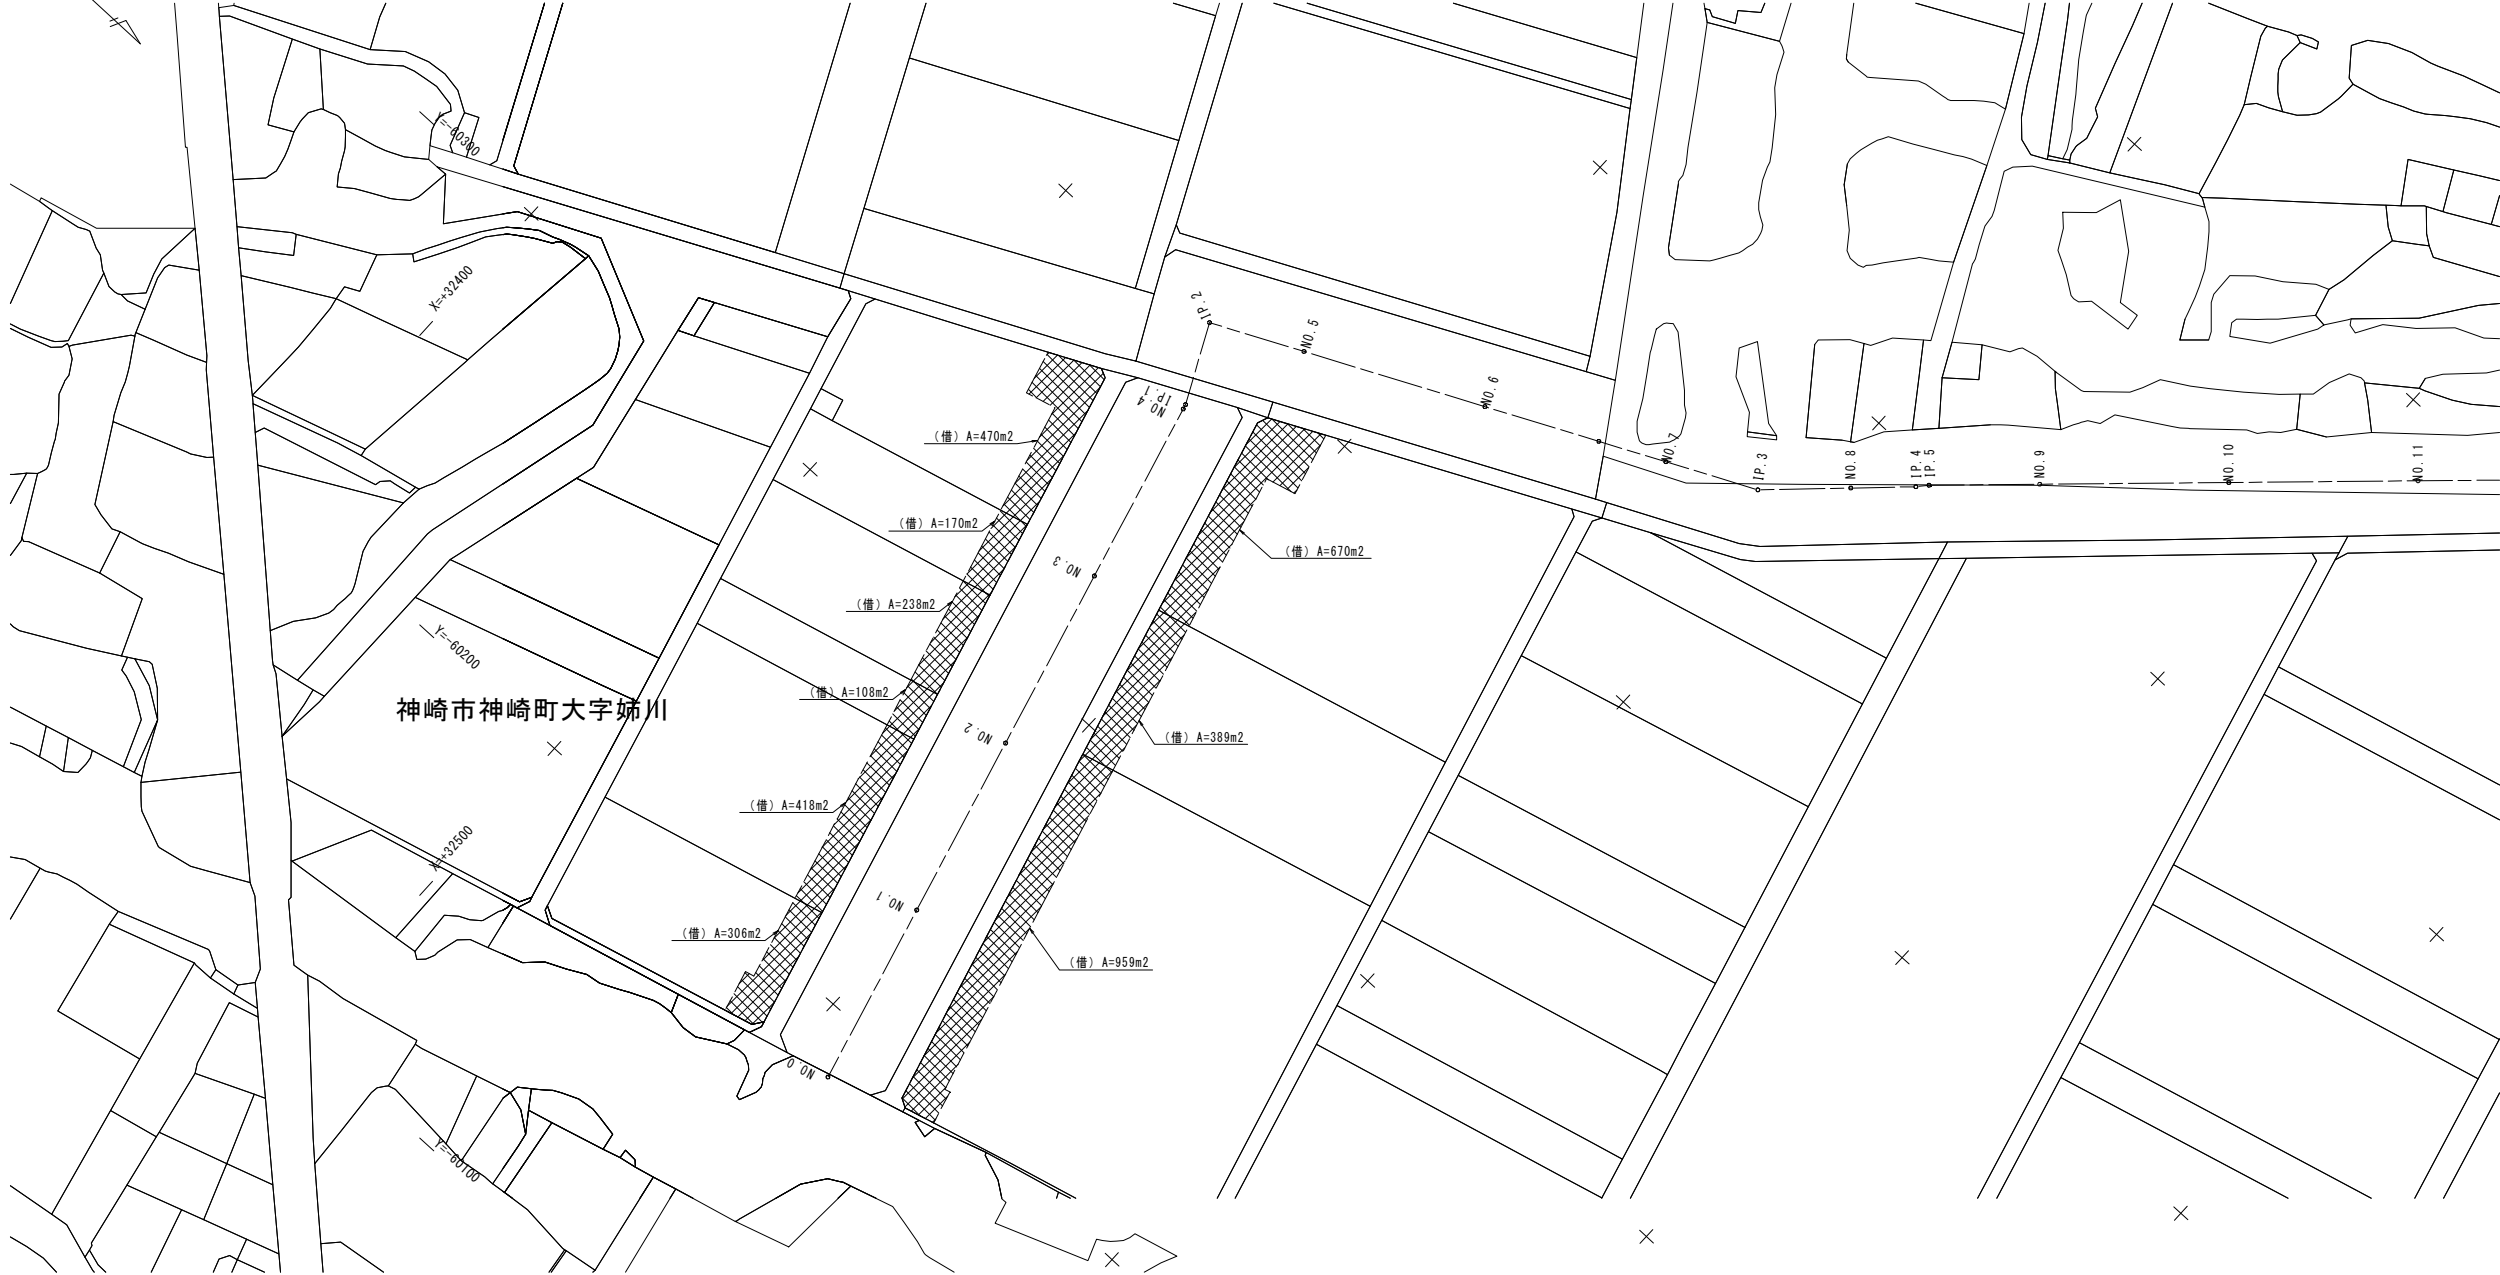 Y=-60300
X=+32400
IP.2
NO.5
NO.4
IP.1
NO.6
NO.7
IP.3
NO.8
IP.4
IP.5
NO.9
NO.10
NO.11
(借) A=470m2
(借) A=170m2
(借) A=670m2
NO.3
(借) A=238m2
Y=-60200
(借) A=108m2
神崎市神崎町大字姉川
NO.2
(借) A=389m2
(借) A=418m2
X=+32500
NO.1
(借) A=306m2
(借) A=959m2
NO.0
Y=-60100